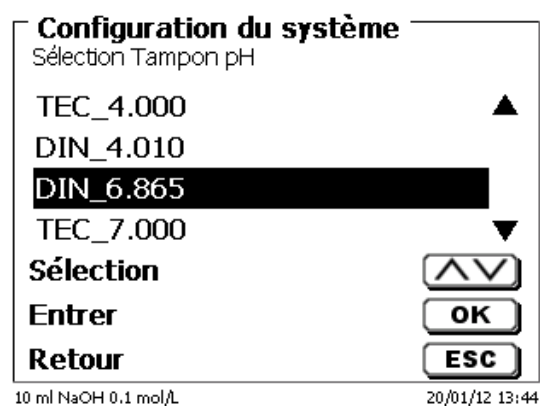 Configuration du système
Sélection Tampon pH
TEC_4.000
DIN_4.010
DIN_6.865
TEC_7.000
Sélection
Entrer OK
Retour ESC
10 ml NaOH 0.1 mol/L 20/01/12 13:44